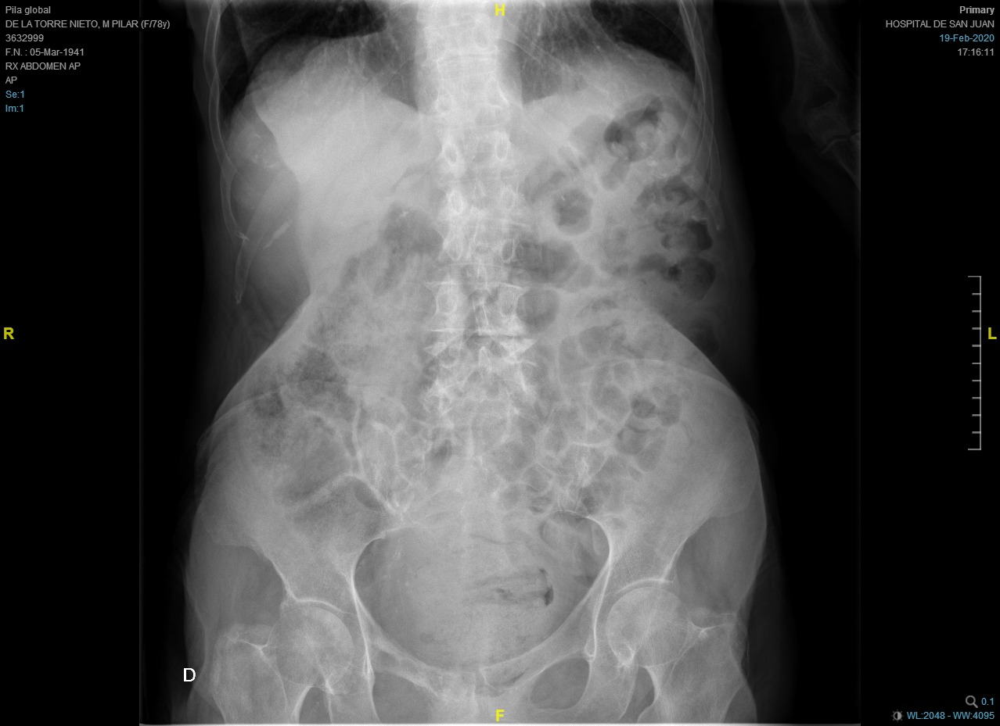 Pila global
DE LA TORRE NIETO, M PILAR (F/78y)
3632999
F.N. : 05-Mar-1941
RX ABDOMEN AP
AP
Se:1
Im:1
H
Primary
HOSPITAL DE SAN JUAN
19-Feb-2020
17:16:11
R
L
D
F
0.1
WL:2048 - WW:4095